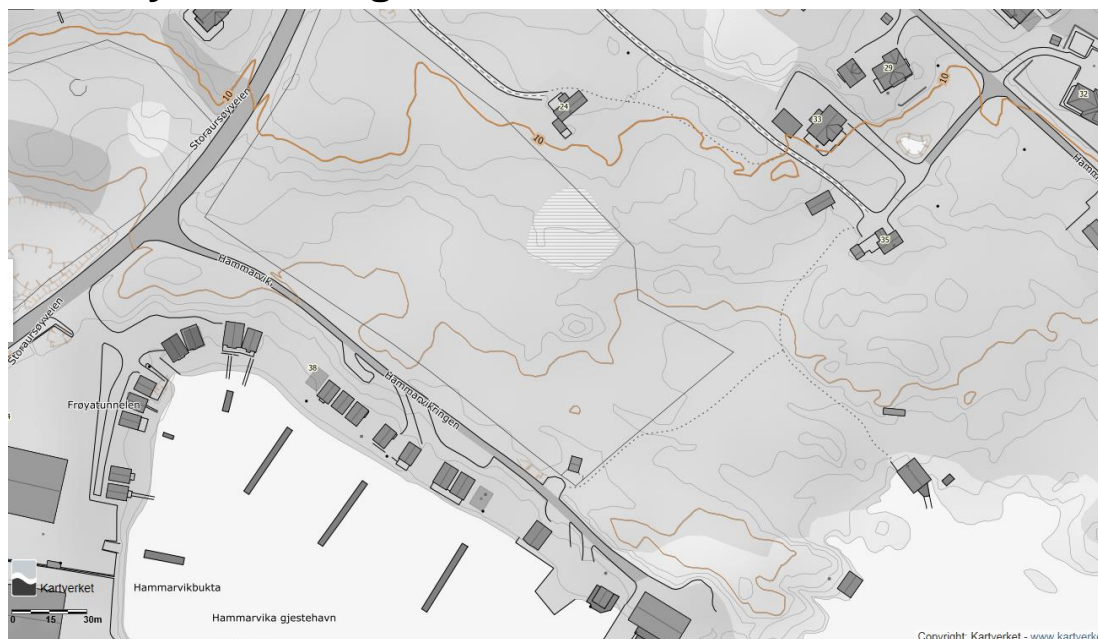 10
Storaursøyveien
24
10
33
29
10
32
35
Hammarvik
Storaursøyveien
38
Hammarvikringen
Frøyatunnelen
Kartverket
Hammarvikbukta
0 15 30m
Hammarvika gjestehavn
Copyright: Kartverket - www.kartverke